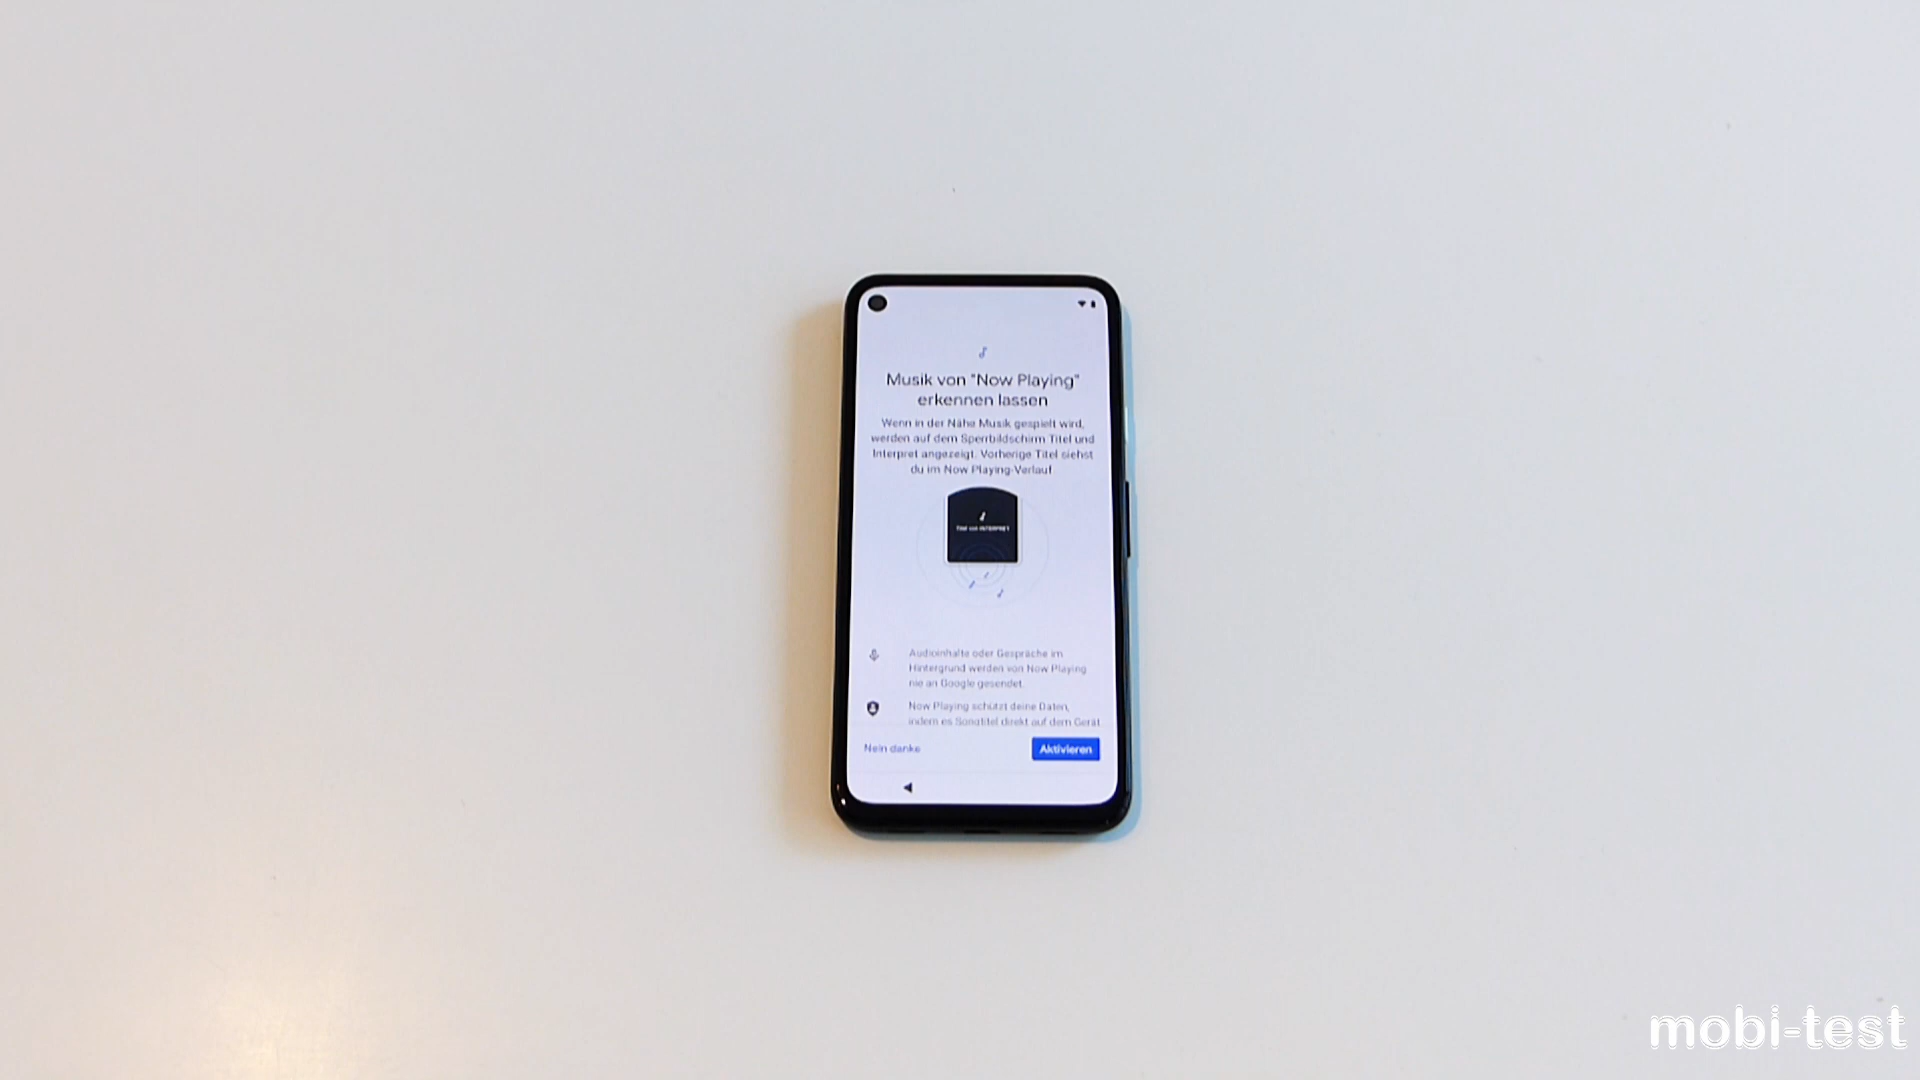 Musik von "Now Playing"
erkennen lassen
Wenn in der Nähe Musik gespielt wird,
werden auf dem Sperrbildschirm Titel und
Interpret angezeigt. Vorherige Titel siehst
du im Now Playing-Verlauf
Titel von INTERPRET
Audioinhalte oder Gespräche im
Hintergrund werden von Now Playing
nie an Google gesendet.
Now Playing schützt deine Daten,
indem es Songtitel direkt auf dem Gerät
Nein danke
Aktivieren
mobi-test